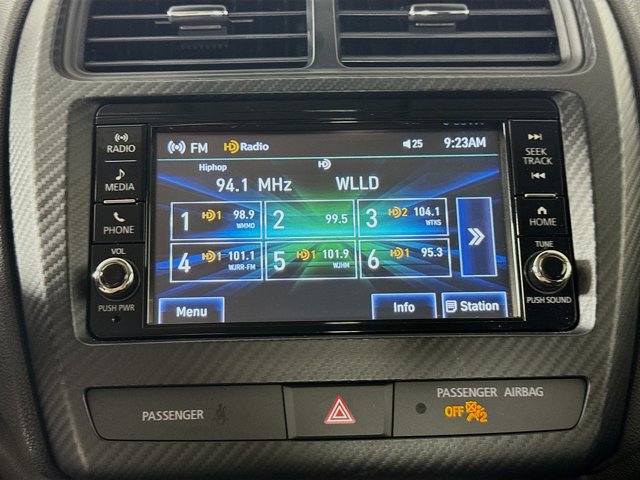 RADIO
MEDIA
PHONE
VOL
PUSH PWR
FM HD Radio 25 9:23AM
Hiphop HD
94.1 MHz WLLD
1 HD1 98.9 WMMO
2 99.5
3 HD2 104.1 WTKS
4 HD1 101.1 WJRR-FM
5 HD1 101.9 WJHM
6 HD1 95.3
Menu Info Station
SEEK
TRACK
HOME
TUNE
PUSH SOUND
PASSENGER
PASSENGER AIRBAG
OFF 2